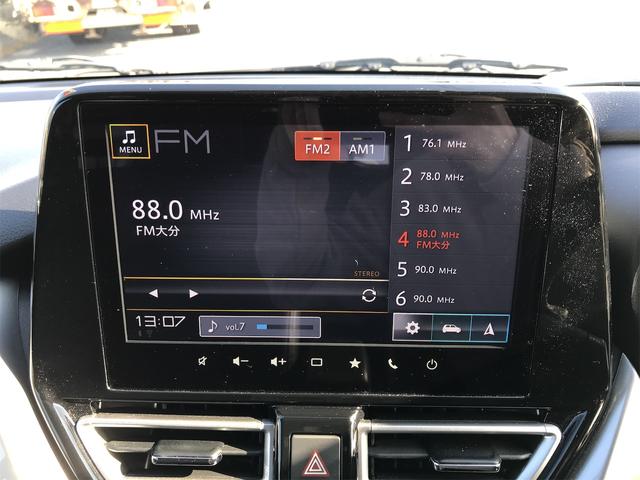 MENU
FM
FM2
AM1
88.0 MHz
FM大分
STEREO
13:07
vol.7
1 76.1 MHz
2 78.0 MHz
3 83.0 MHz
4 88.0 MHz
FM大分
5 90.0 MHz
6 90.0 MHz